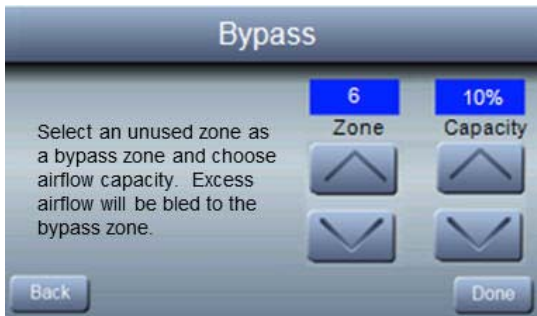 Bypass
6
10%
Zone
Capacity
Select an unused zone as
a bypass zone and choose
airflow capacity.  Excess
airflow will be bled to the
bypass zone.
Back
Done